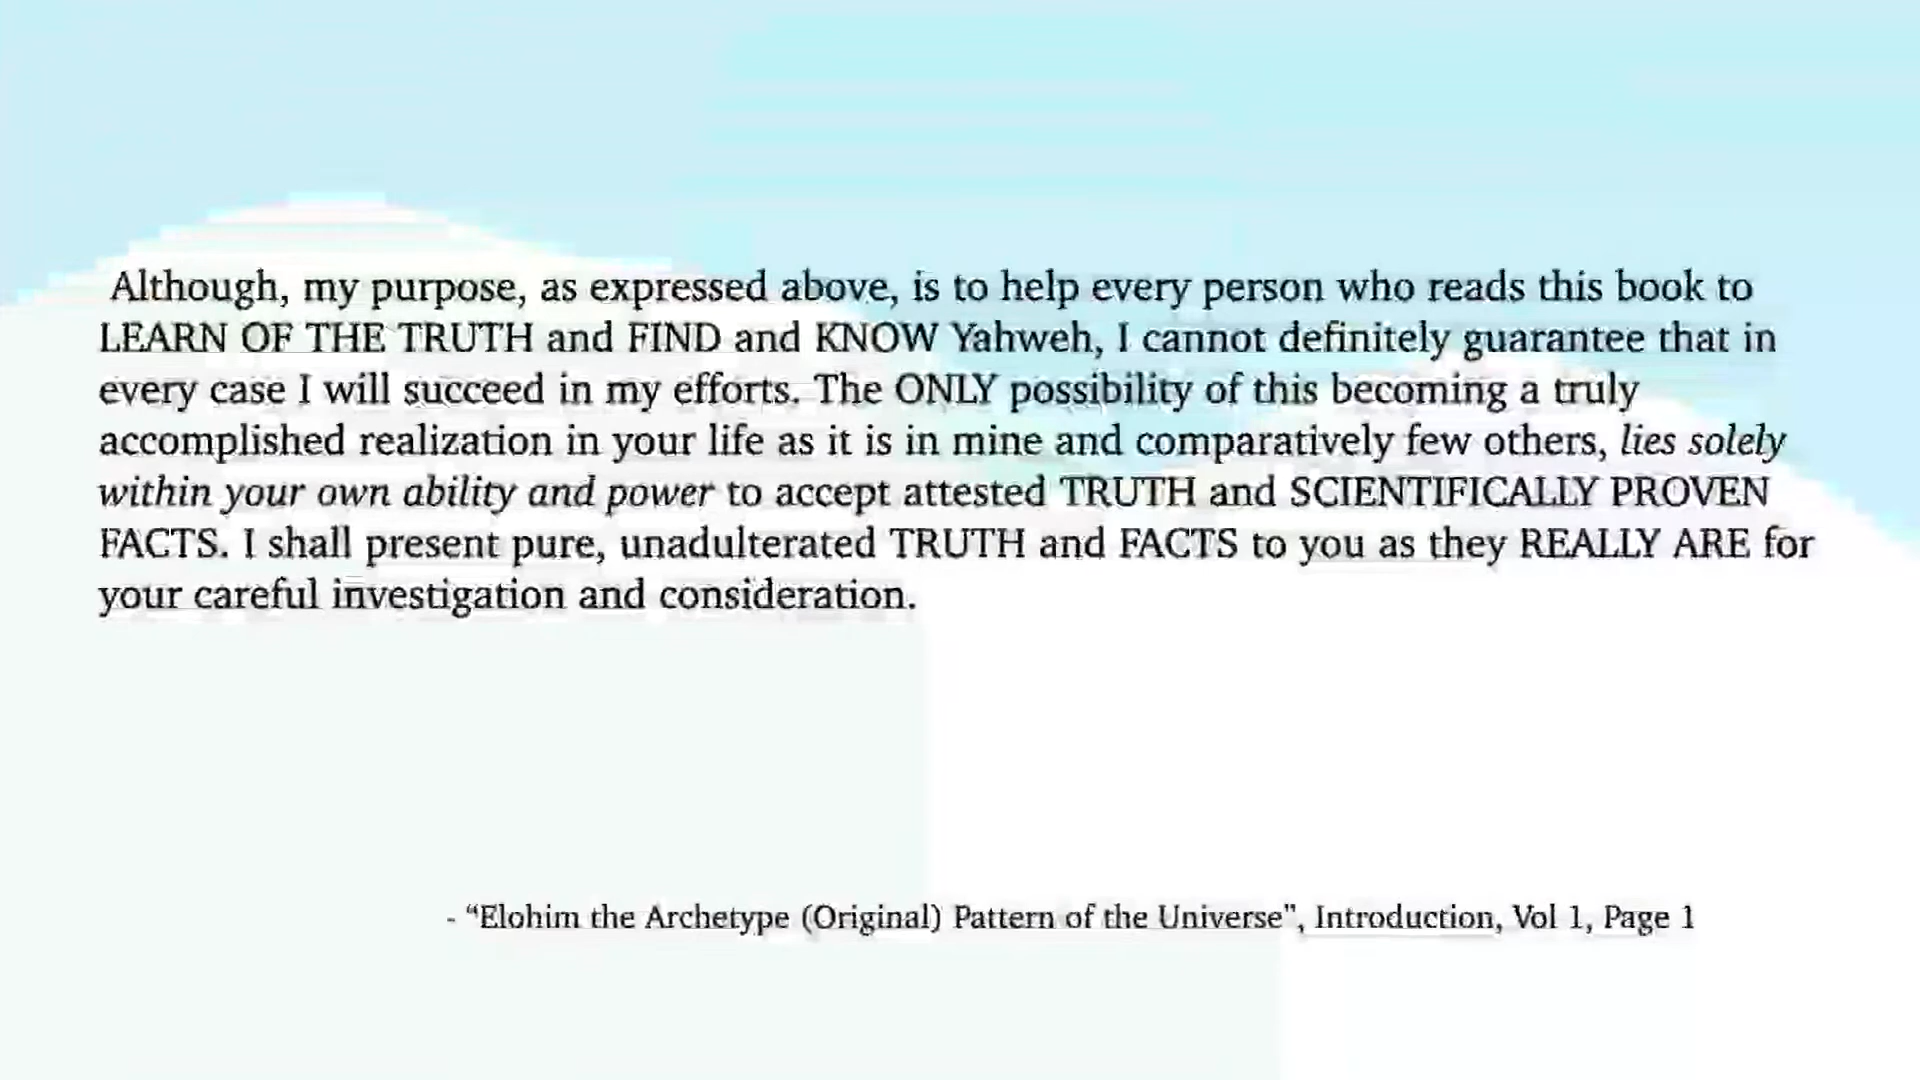 Although, my purpose, as expressed above, is to help every person who reads this book to
LEARN OF THE TRUTH and FIND and KNOW Yahweh, I cannot definitely guarantee that in
every case I will succeed in my efforts. The ONLY possibility of this becoming a truly
accomplished realization in your life as it is in mine and comparatively few others, lies solely
within your own ability and power to accept attested TRUTH and SCIENTIFICALLY PROVEN
FACTS. I shall present pure, unadulterated TRUTH and FACTS to you as they REALLY ARE for
your careful investigation and consideration.
- “Elohim the Archetype (Original) Pattern of the Universe”, Introduction, Vol 1, Page 1